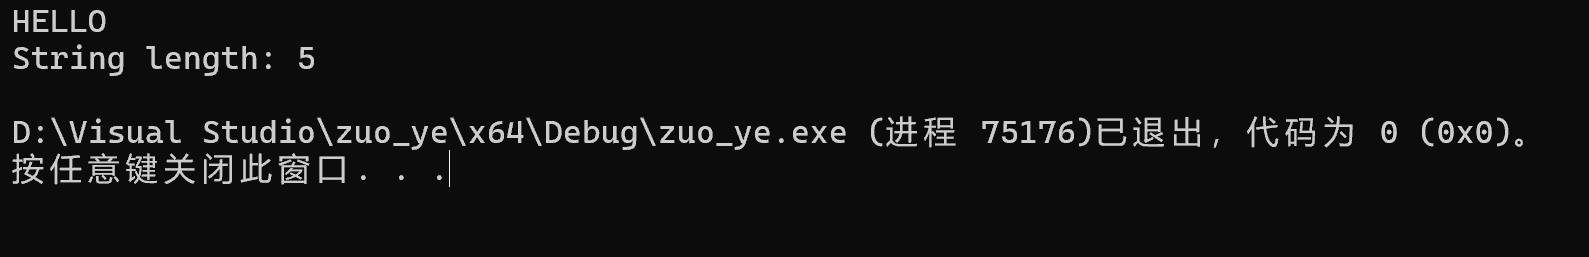 HELLO
String length: 5
D:\Visual Studio\zuo_ye\x64\Debug\zuo_ye.exe (进程 75176)已退出，代码为 0 (0x0)。
按任意键关闭此窗口. . .